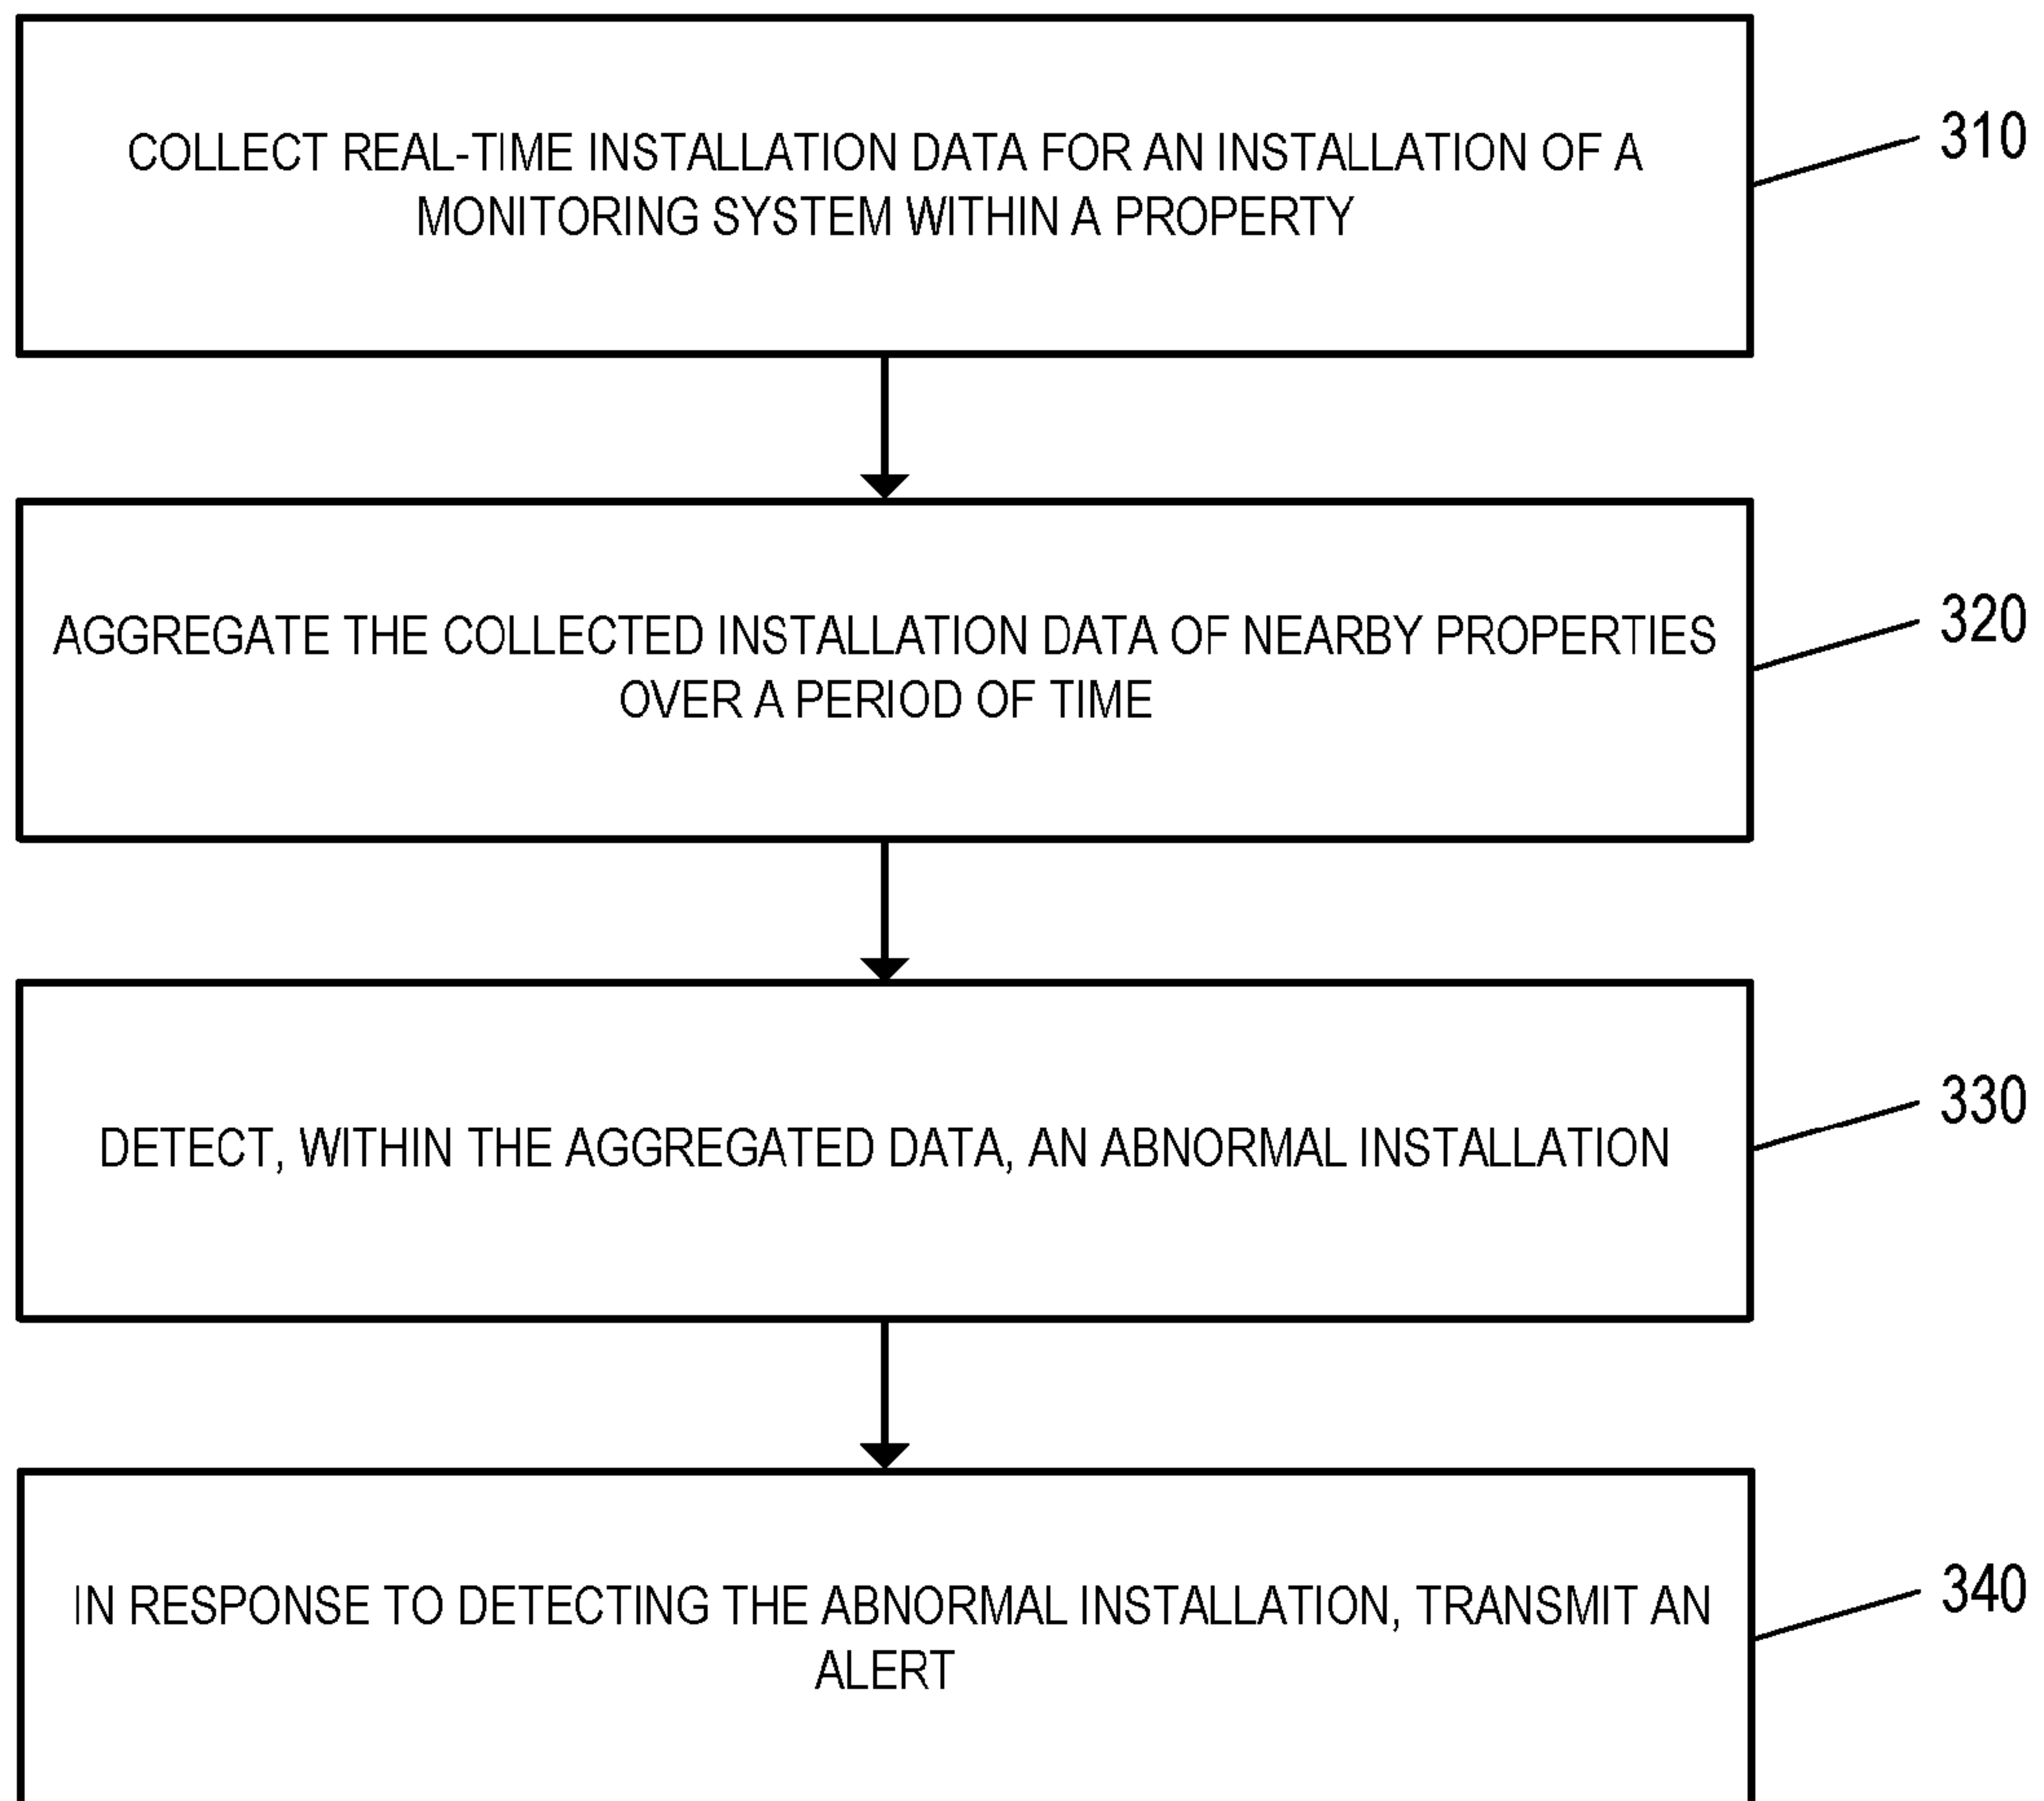 COLLECT REAL-TIME INSTALLATION DATA FOR AN INSTALLATION OF A
MONITORING SYSTEM WITHIN A PROPERTY
310
AGGREGATE THE COLLECTED INSTALLATION DATA OF NEARBY PROPERTIES
OVER A PERIOD OF TIME
320
DETECT, WITHIN THE AGGREGATED DATA, AN ABNORMAL INSTALLATION
330
IN RESPONSE TO DETECTING THE ABNORMAL INSTALLATION, TRANSMIT AN
ALERT
340